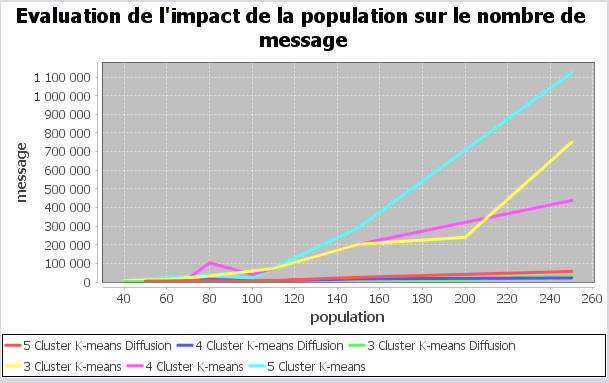 Evaluation de l'impact de la population sur le nombre de
message
1 100 000
1 000 000
900 000
800 000
700 000
600 000
500 000
400 000
300 000
200 000
100 000
0
message
40 60 80 100 120 140 160 180 200 220 240 260
population
5 Cluster K-means Diffusion 4 Cluster K-means Diffusion 3 Cluster K-means Diffusion
3 Cluster K-means 4 Cluster K-means 5 Cluster K-means